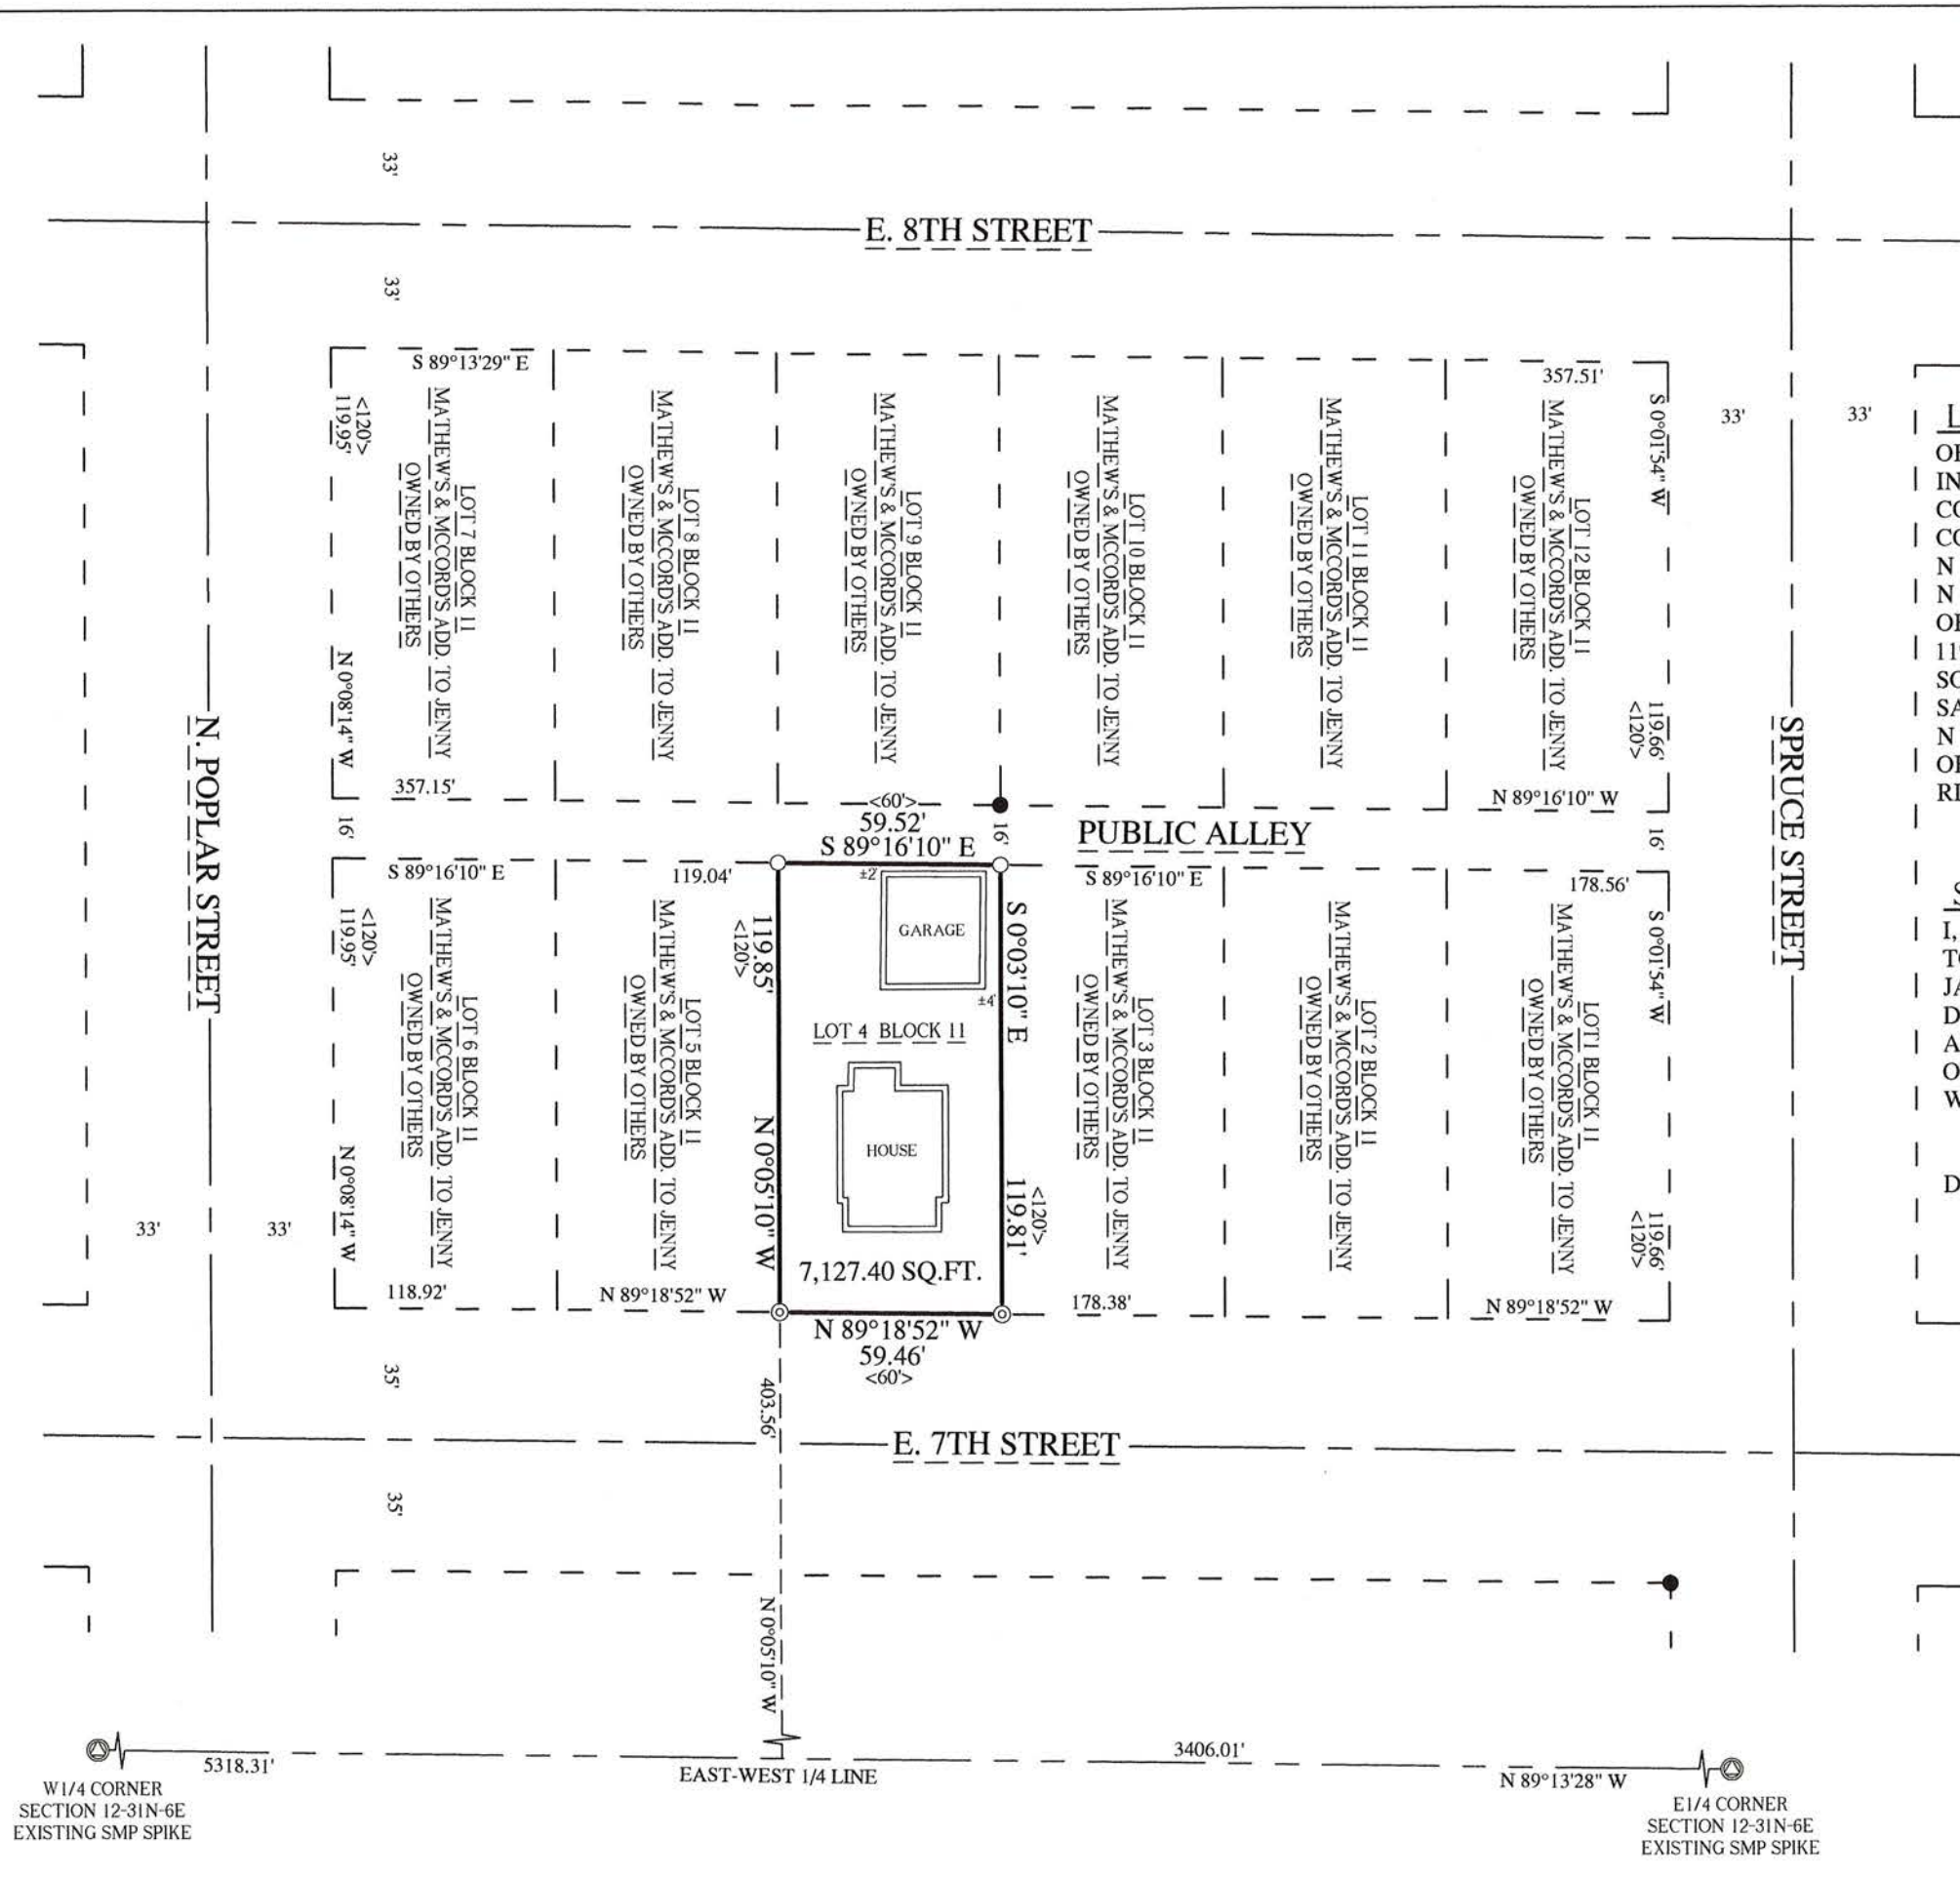 33'
E. 8TH STREET
33'
S 89°13'29" E
357.51'
<120'>
119.95'
N 0°08'14" W
LOT 7 BLOCK 11
MATHEW'S & MCCORD'S ADD. TO JENNY
OWNED BY OTHERS
LOT 8 BLOCK 11
MATHEW'S & MCCORD'S ADD. TO JENNY
OWNED BY OTHERS
LOT 9 BLOCK 11
MATHEW'S & MCCORD'S ADD. TO JENNY
OWNED BY OTHERS
LOT 10 BLOCK 11
MATHEW'S & MCCORD'S ADD. TO JENNY
OWNED BY OTHERS
LOT 11 BLOCK 11
MATHEW'S & MCCORD'S ADD. TO JENNY
OWNED BY OTHERS
LOT 12 BLOCK 11
MATHEW'S & MCCORD'S ADD. TO JENNY
OWNED BY OTHERS
S 0°01'54" W
119.66'
<120'>
33'
33'
N. POPLAR STREET
SPRUCE STREET
357.15'
<60'>
N 89°16'10" W
16'
59.52'
S 89°16'10" E
16'
PUBLIC ALLEY
16'
S 89°16'10" E
119.04'
S 89°16'10" E
178.56'
<120'>
119.95'
N 0°08'14" W
LOT 6 BLOCK 11
MATHEW'S & MCCORD'S ADD. TO JENNY
OWNED BY OTHERS
LOT 5 BLOCK 11
MATHEW'S & MCCORD'S ADD. TO JENNY
OWNED BY OTHERS
119.85'
<120'>
N 0°05'10" W
±2'
GARAGE
±4'
LOT 4 BLOCK 11
HOUSE
7,127.40 SQ.FT.
S 0°03'10" E
<120'>
119.81'
LOT 3 BLOCK 11
MATHEW'S & MCCORD'S ADD. TO JENNY
OWNED BY OTHERS
LOT 2 BLOCK 11
MATHEW'S & MCCORD'S ADD. TO JENNY
OWNED BY OTHERS
LOT 1 BLOCK 11
MATHEW'S & MCCORD'S ADD. TO JENNY
OWNED BY OTHERS
S 0°01'54" W
119.66'
<120'>
33'
33'
118.92'
N 89°18'52" W
178.38'
N 89°18'52" W
N 89°18'52" W
59.46'
<60'>
35'
403.56'
E. 7TH STREET
35'
N 0°05'10" W
5318.31'
EAST-WEST 1/4 LINE
3406.01'
N 89°13'28" W
W1/4 CORNER
SECTION 12-31N-6E
EXISTING SMP SPIKE
E1/4 CORNER
SECTION 12-31N-6E
EXISTING SMP SPIKE